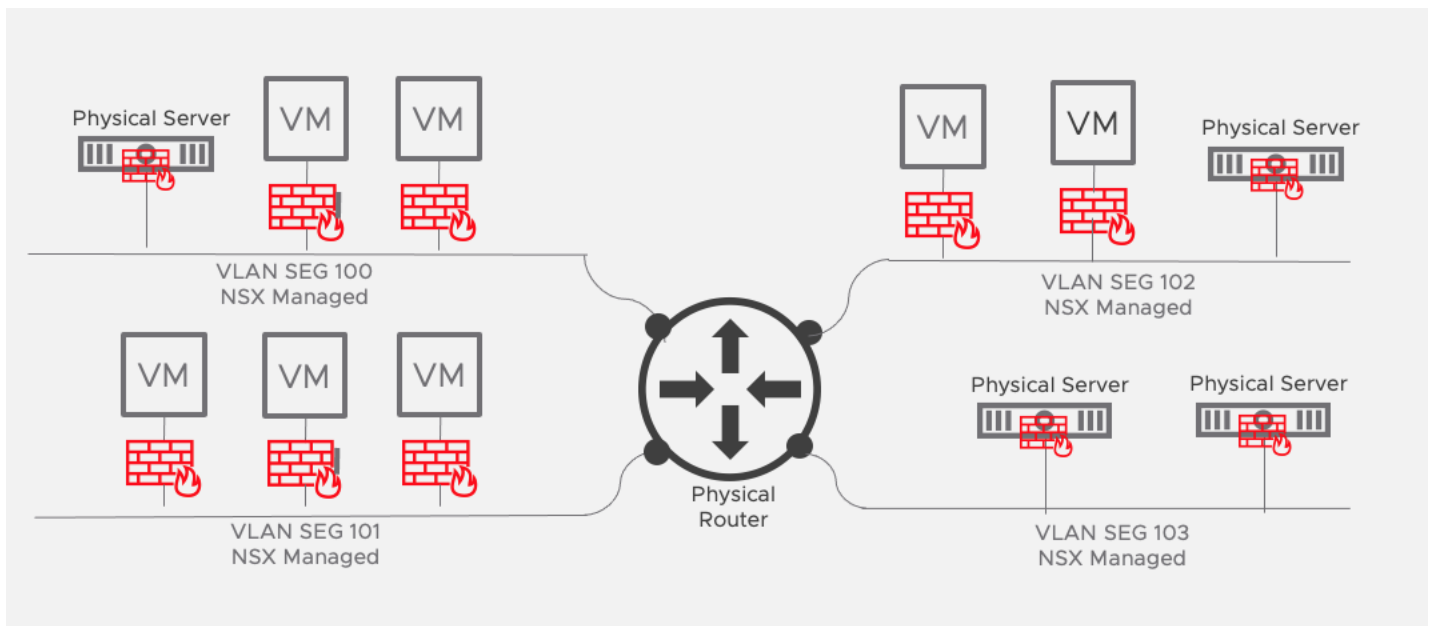 Physical Server
VM
VM
VLAN SEG 100
NSX Managed
VM
VM
Physical Server
VLAN SEG 102
NSX Managed
VM
VM
VM
VLAN SEG 101
NSX Managed
Physical
Router
Physical Server
Physical Server
VLAN SEG 103
NSX Managed